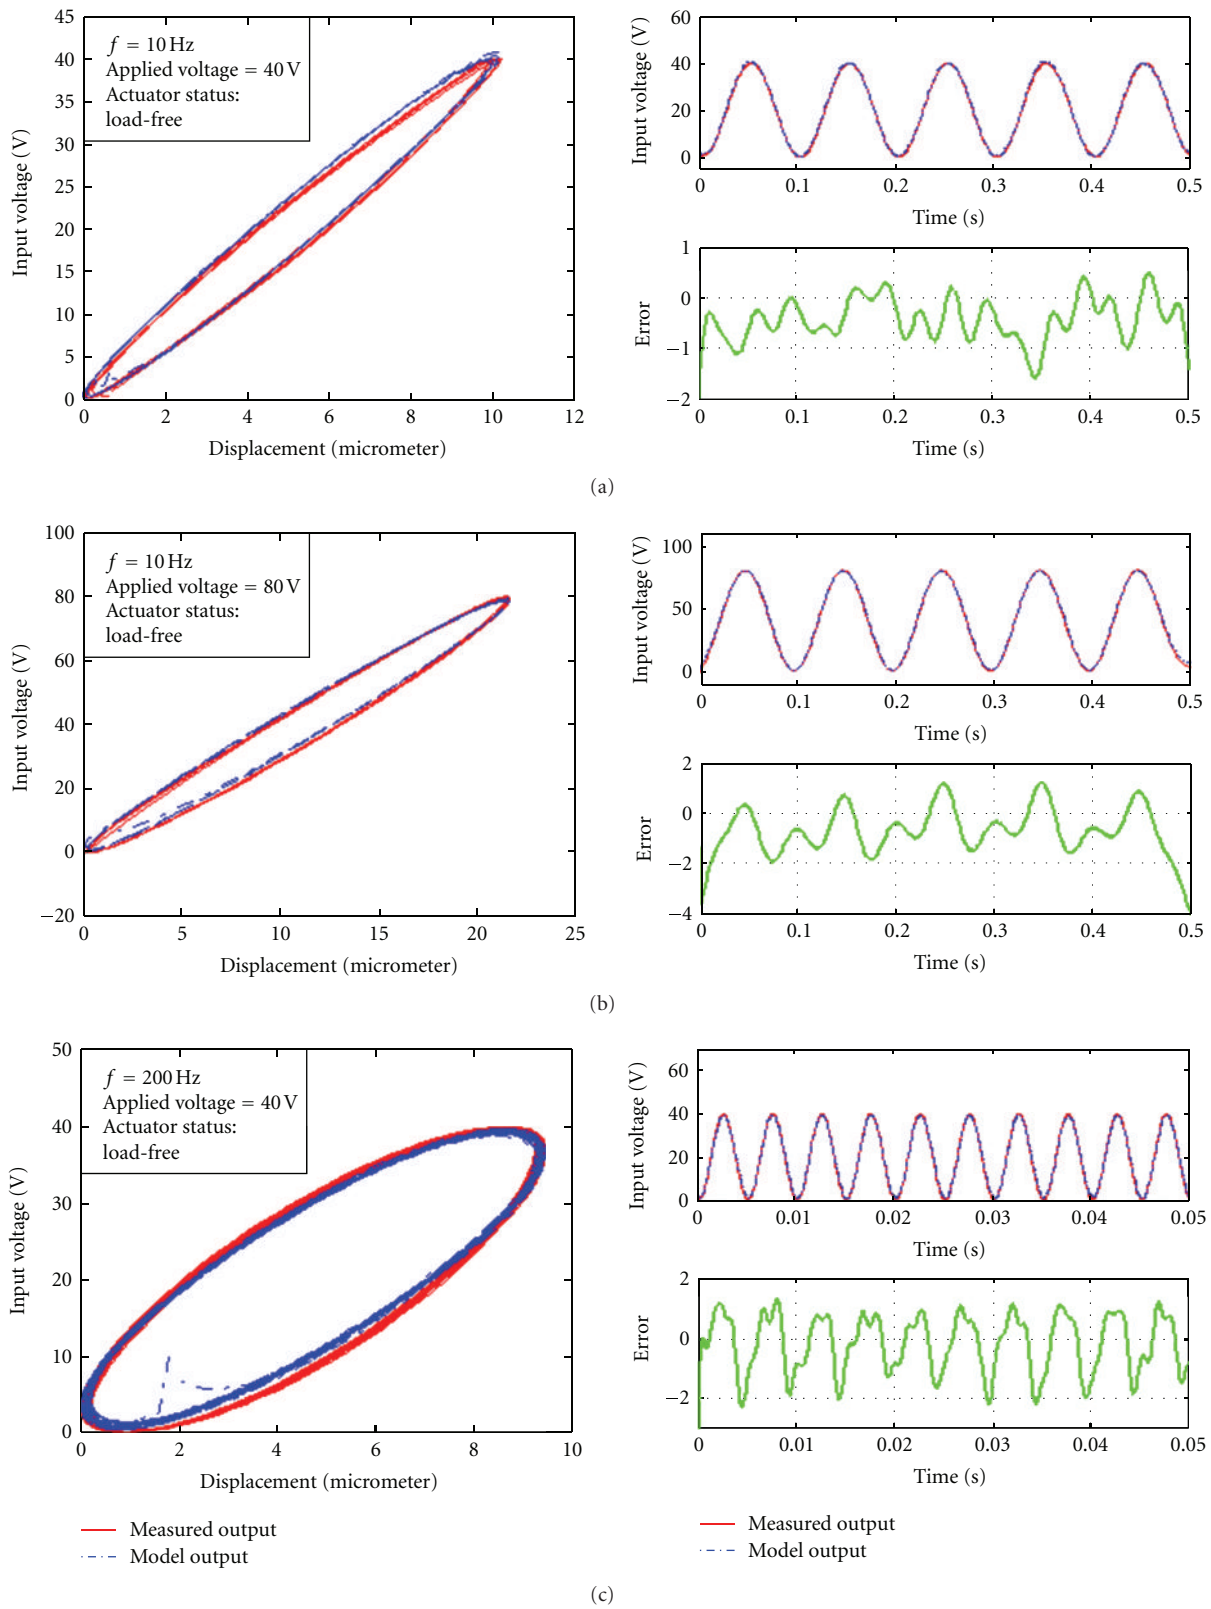 f = 10 Hz
Applied voltage = 40 V
Actuator status:
load-free
45
40
35
30
25
20
15
10
5
0
0 2 4 6 8 10 12
Input voltage (V)
Displacement (micrometer)
60
40
20
0
0 0.1 0.2 0.3 0.4 0.5
Input voltage (V)
Time (s)
1
0
−1
−2
0 0.1 0.2 0.3 0.4 0.5
Error
Time (s)
(a)
f = 10 Hz
Applied voltage = 80 V
Actuator status:
load-free
100
80
60
40
20
0
−20
0 5 10 15 20 25
Input voltage (V)
Displacement (micrometer)
100
50
0
0 0.1 0.2 0.3 0.4 0.5
Input voltage (V)
Time (s)
2
0
−2
−4
0 0.1 0.2 0.3 0.4 0.5
Error
Time (s)
(b)
f = 200 Hz
Applied voltage = 40 V
Actuator status:
load-free
50
40
30
20
10
0
0 2 4 6 8 10
Input voltage (V)
Displacement (micrometer)
Measured output
Model output
60
40
20
0
0 0.01 0.02 0.03 0.04 0.05
Input voltage (V)
Time (s)
2
0
−2
0 0.01 0.02 0.03 0.04 0.05
Error
Time (s)
Measured output
Model output
(c)